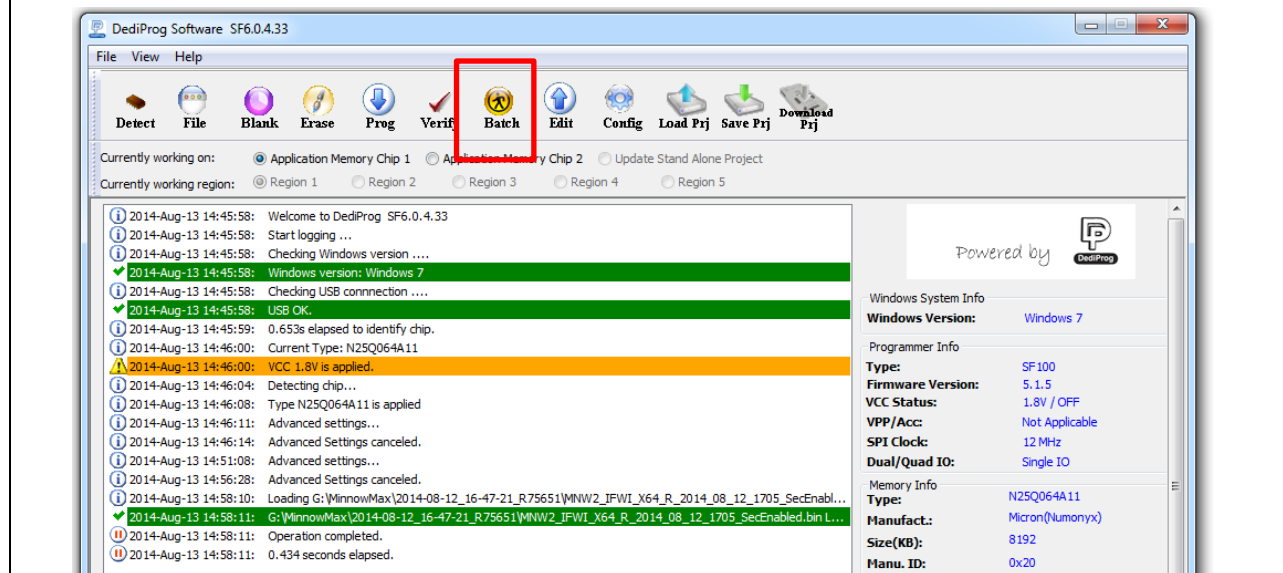 DediProg Software SF6.0.4.33
File View Help
Detect File Blank Erase Prog Verify Batch Edit Config Load Prj Save Prj Download Prj
Currently working on: Application Memory Chip 1 Application Memory Chip 2 Update Stand Alone Project
Currently working region: Region 1 Region 2 Region 3 Region 4 Region 5
2014-Aug-13 14:45:58: Welcome to DediProg SF6.0.4.33
2014-Aug-13 14:45:58: Start logging ...
2014-Aug-13 14:45:58: Checking Windows version ....
2014-Aug-13 14:45:58: Windows version: Windows 7
2014-Aug-13 14:45:58: Checking USB connnection ....
2014-Aug-13 14:45:58: USB OK.
2014-Aug-13 14:45:59: 0.653s elapsed to identify chip.
2014-Aug-13 14:46:00: Current Type: N25Q064A11
2014-Aug-13 14:46:00: VCC 1.8V is applied.
2014-Aug-13 14:46:04: Detecting chip...
2014-Aug-13 14:46:08: Type N25Q064A11 is applied
2014-Aug-13 14:46:11: Advanced settings...
2014-Aug-13 14:46:14: Advanced Settings canceled.
2014-Aug-13 14:51:08: Advanced settings...
2014-Aug-13 14:56:28: Advanced Settings canceled.
2014-Aug-13 14:58:10: Loading G:\MinnowMax\2014-08-12_16-47-21_R75651\MNW2_IFWI_X64_R_2014_08_12_1705_SecEnabl...
2014-Aug-13 14:58:11: G:\MinnowMax\2014-08-12_16-47-21_R75651\MNW2_IFWI_X64_R_2014_08_12_1705_SecEnabled.bin L...
2014-Aug-13 14:58:11: Operation completed.
2014-Aug-13 14:58:11: 0.434 seconds elapsed.
Powered by DediProg
Windows System Info
Windows Version: Windows 7
Programmer Info
Type: SF100
Firmware Version: 5.1.5
VCC Status: 1.8V / OFF
VPP/Acc: Not Applicable
SPI Clock: 12 MHz
Dual/Quad IO: Single IO
Memory Info
Type: N25Q064A11
Manufact.: Micron(Numonyx)
Size(KB): 8192
Manu. ID: 0x20